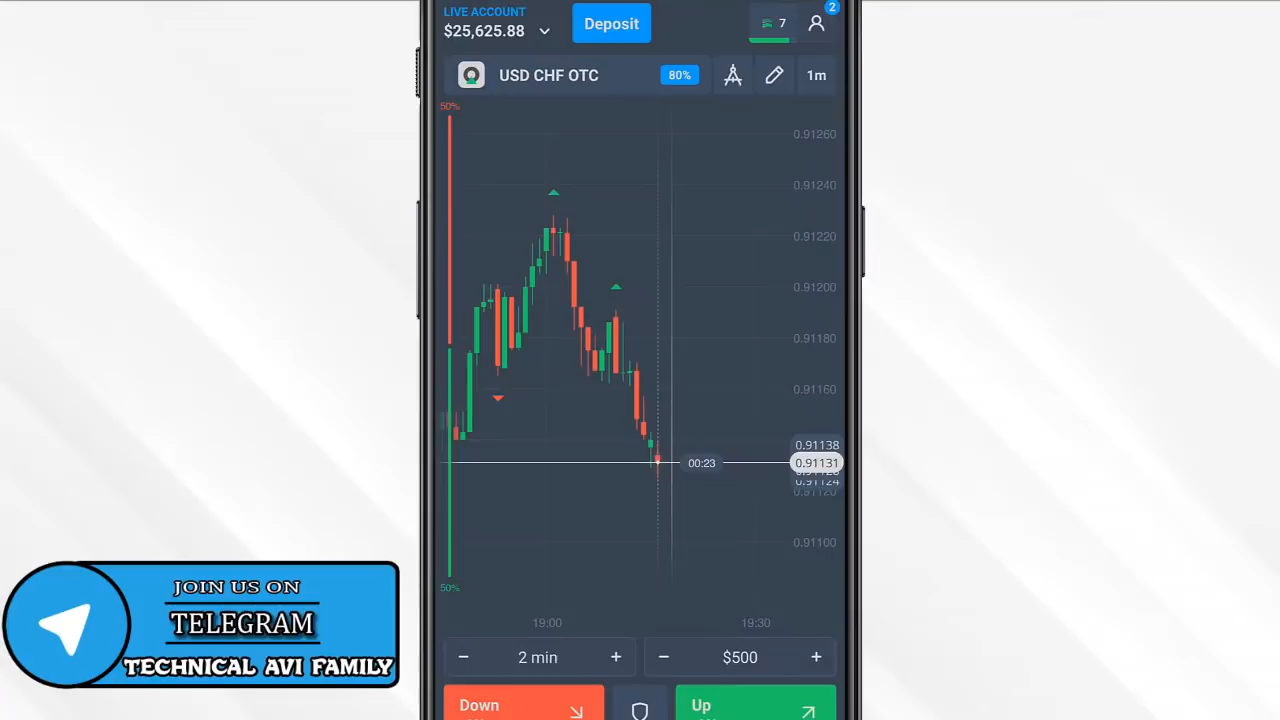 LIVE ACCOUNT
$25,625.88
Deposit
7
2
USD CHF OTC
80%
1m
50%
0.91260
0.91240
0.91220
0.91200
0.91180
0.91160
0.91138
00:23
0.91131
0.91124
0.91120
0.91100
50%
19:00
19:30
2 min
$500
Down
Up
JOIN US ON
TELEGRAM
TECHNICAL AVI FAMILY